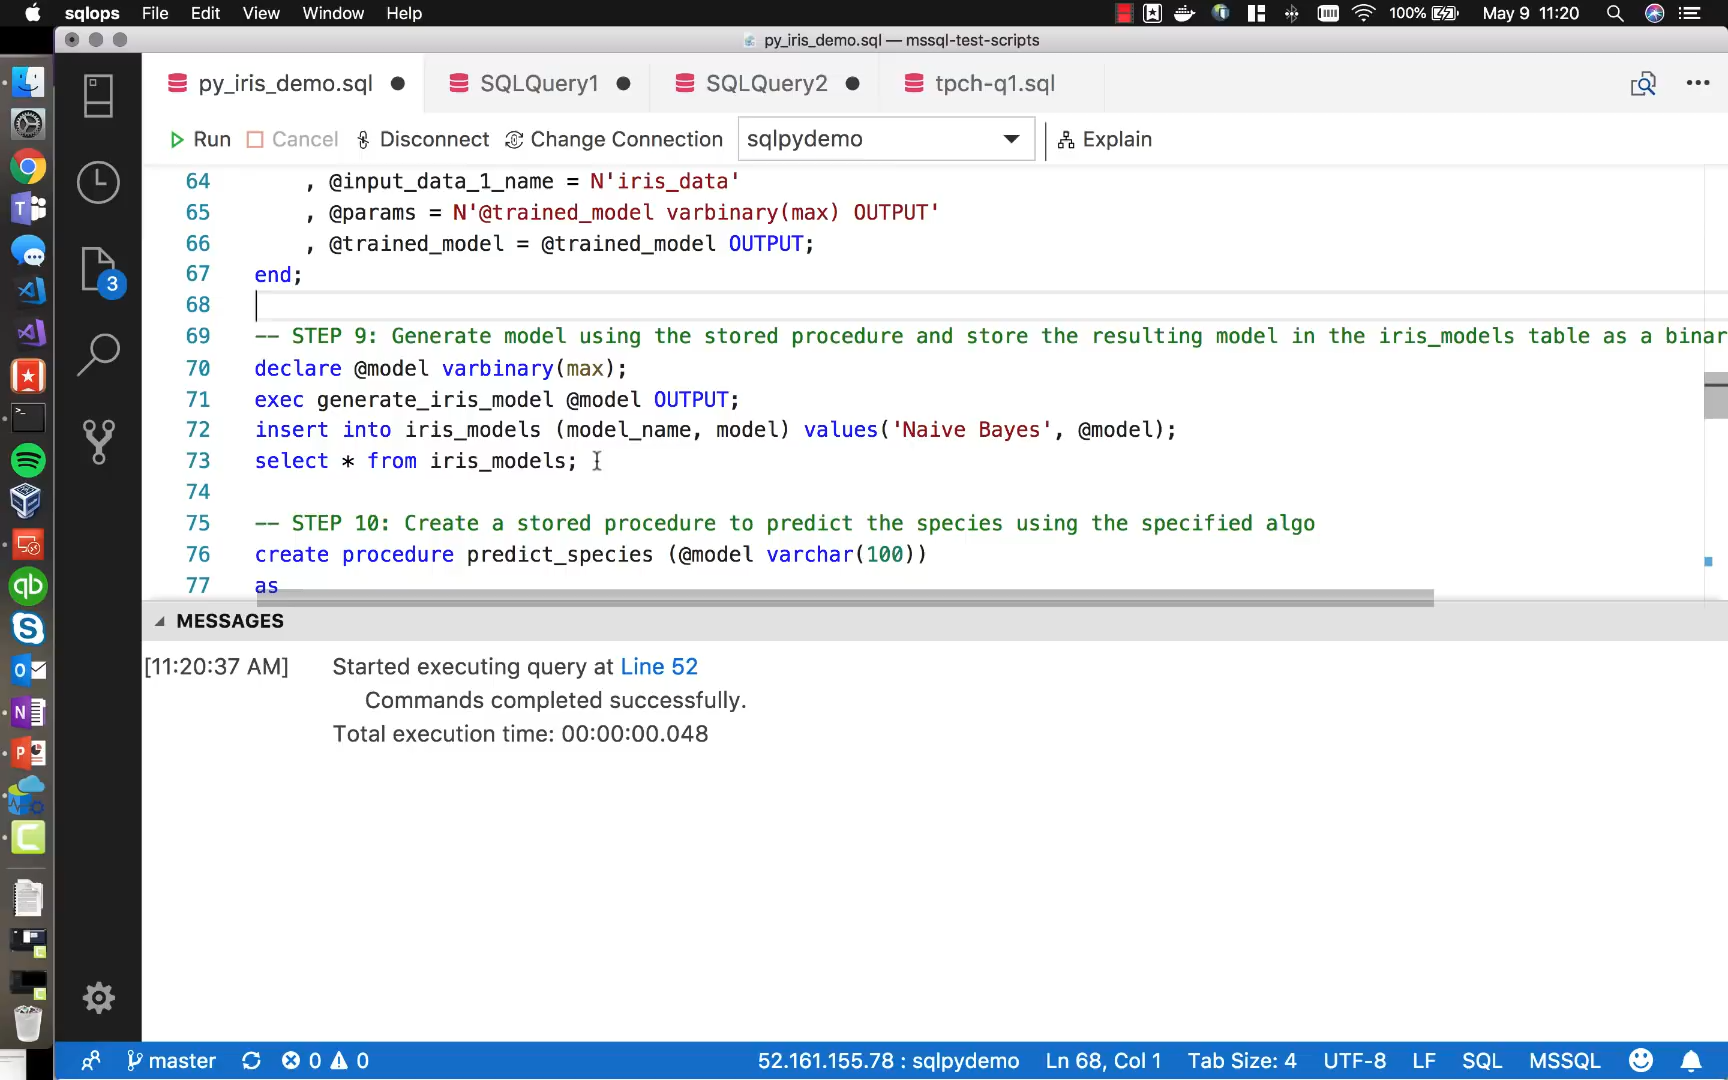 sqlops File Edit View Window Help 100% May 9 11:20
py_iris_demo.sql — mssql-test-scripts
py_iris_demo.sql SQLQuery1 SQLQuery2 tpch-q1.sql
Run Cancel Disconnect Change Connection sqlpydemo Explain
64 , @input_data_1_name = N'iris_data'
65 , @params = N'@trained_model varbinary(max) OUTPUT'
66 , @trained_model = @trained_model OUTPUT;
67 end;
68
69 -- STEP 9: Generate model using the stored procedure and store the resulting model in the iris_models table as a binar
70 declare @model varbinary(max);
71 exec generate_iris_model @model OUTPUT;
72 insert into iris_models (model_name, model) values('Naive Bayes', @model);
73 select * from iris_models;
74
75 -- STEP 10: Create a stored procedure to predict the species using the specified algo
76 create procedure predict_species (@model varchar(100))
77 as
3
MESSAGES
[11:20:37 AM] Started executing query at Line 52
Commands completed successfully.
Total execution time: 00:00:00.048
master 0 0 52.161.155.78 : sqlpydemo Ln 68, Col 1 Tab Size: 4 UTF-8 LF SQL MSSQL